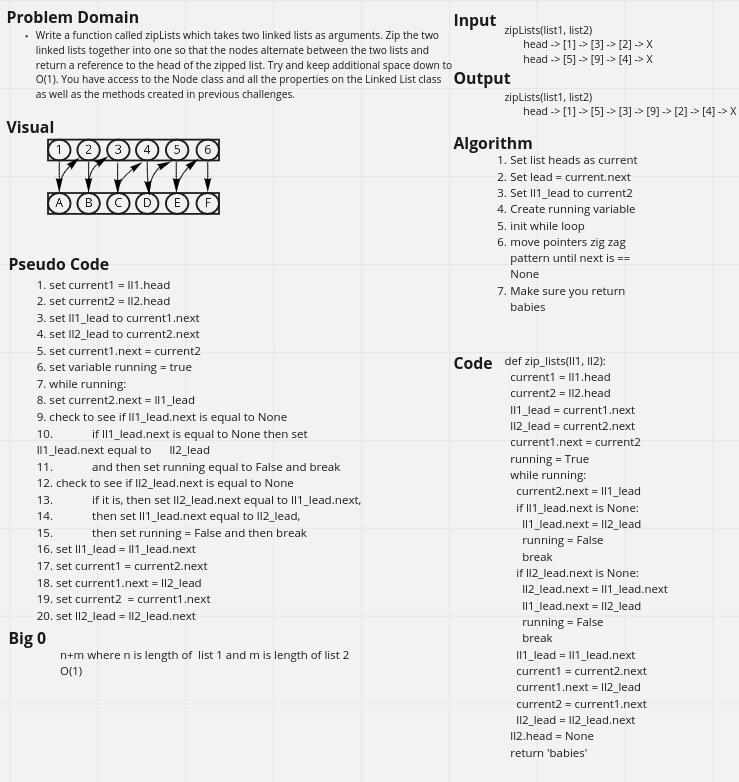 Problem Domain
• Write a function called zipLists which takes two linked lists as arguments. Zip the two
linked lists together into one so that the nodes alternate between the two lists and
return a reference to the head of the zipped list. Try and keep additional space down to
O(1). You have access to the Node class and all the properties on the Linked List class
as well as the methods created in previous challenges.
Visual
1 2 3 4 5 6
A B C D E F
Pseudo Code
1. set current1 = ll1.head
2. set current2 = ll2.head
3. set ll1_lead to current1.next
4. set ll2_lead to current2.next
5. set current1.next = current2
6. set variable running = true
7. while running:
8. set current2.next = ll1_lead
9. check to see if ll1_lead.next is equal to None
10. if ll1_lead.next is equal to None then set
ll1_lead.next equal to ll2_lead
11. and then set running equal to False and break
12. check to see if ll2_lead.next is equal to None
13. if it is, then set ll2_lead.next equal to ll1_lead.next,
14. then set ll1_lead.next equal to ll2_lead,
15. then set running = False and then break
16. set ll1_lead = ll1_lead.next
17. set current1 = current2.next
18. set current1.next = ll2_lead
19. set current2 = current1.next
20. set ll2_lead = ll2_lead.next
Big 0
n+m where n is length of list 1 and m is length of list 2
O(1)
Input
zipLists(list1, list2)
head -> [1] -> [3] -> [2] -> X
head -> [5] -> [9] -> [4] -> X
Output
zipLists(list1, list2)
head -> [1] -> [5] -> [3] -> [9] -> [2] -> [4] -> X
Algorithm
1. Set list heads as current
2. Set lead = current.next
3. Set ll1_lead to current2
4. Create running variable
5. init while loop
6. move pointers zig zag
pattern until next is ==
None
7. Make sure you return
babies
Code
def zip_lists(ll1, ll2):
current1 = ll1.head
current2 = ll2.head
ll1_lead = current1.next
ll2_lead = current2.next
current1.next = current2
running = True
while running:
current2.next = ll1_lead
if ll1_lead.next is None:
ll1_lead.next = ll2_lead
running = False
break
if ll2_lead.next is None:
ll2_lead.next = ll1_lead.next
ll1_lead.next = ll2_lead
running = False
break
ll1_lead = ll1_lead.next
current1 = current2.next
current1.next = ll2_lead
current2 = current1.next
ll2_lead = ll2_lead.next
ll2.head = None
return 'babies'